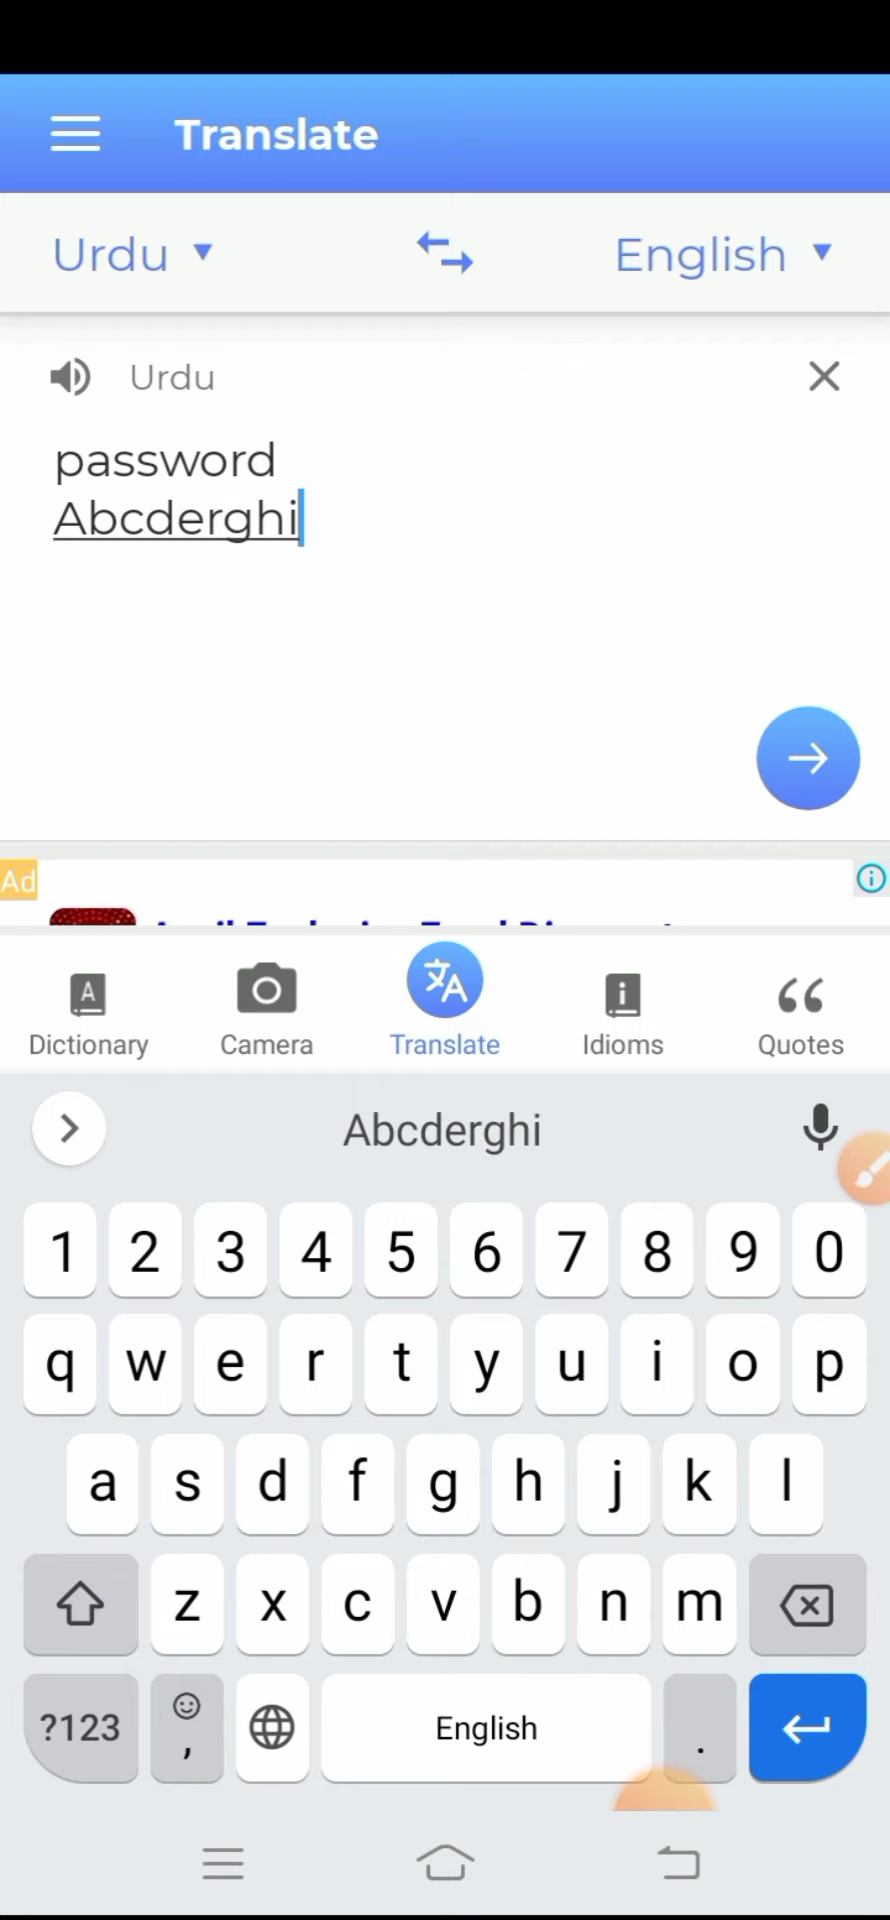 Translate
Urdu ▼ English ▼
Urdu
password
Abcderghi
Ad
Dictionary Camera Translate Idioms Quotes
Abcderghi
1 2 3 4 5 6 7 8 9 0
q w e r t y u i o p
a s d f g h j k l
z x c v b n m
?123 , English .